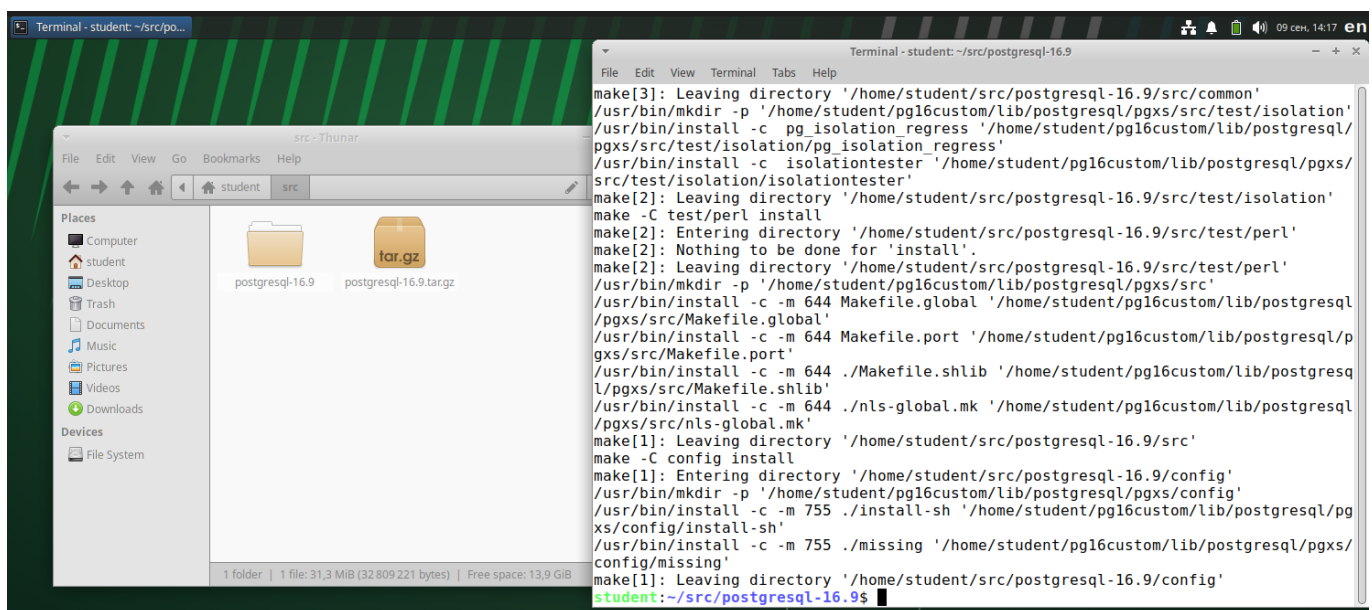 Terminal - student: ~/src/po...
09 сен, 14:17 en
src - Thunar
File Edit View Go Bookmarks Help
student src
Places
Computer
student
Desktop
Trash
Documents
Music
Pictures
Videos
Downloads
Devices
File System
postgresql-16.9 postgresql-16.9.tar.gz
tar.gz
1 folder | 1 file: 31,3 MiB (32 809 221 bytes) | Free space: 13,9 GiB
Terminal - student: ~/src/postgresql-16.9
File Edit View Terminal Tabs Help
make[3]: Leaving directory '/home/student/src/postgresql-16.9/src/common'
/usr/bin/mkdir -p '/home/student/pg16custom/lib/postgresql/pgxs/src/test/isolation'
/usr/bin/install -c  pg_isolation_regress '/home/student/pg16custom/lib/postgresql/
pgxs/src/test/isolation/pg_isolation_regress'
/usr/bin/install -c  isolationtester '/home/student/pg16custom/lib/postgresql/pgxs/
src/test/isolation/isolationtester'
make[2]: Leaving directory '/home/student/src/postgresql-16.9/src/test/isolation'
make -C test/perl install
make[2]: Entering directory '/home/student/src/postgresql-16.9/src/test/perl'
make[2]: Nothing to be done for 'install'.
make[2]: Leaving directory '/home/student/src/postgresql-16.9/src/test/perl'
/usr/bin/mkdir -p '/home/student/pg16custom/lib/postgresql/pgxs/src'
/usr/bin/install -c -m 644 Makefile.global '/home/student/pg16custom/lib/postgresql
/pgxs/src/Makefile.global'
/usr/bin/install -c -m 644 Makefile.port '/home/student/pg16custom/lib/postgresql/p
gxs/src/Makefile.port'
/usr/bin/install -c -m 644 ./Makefile.shlib '/home/student/pg16custom/lib/postgresq
l/pgxs/src/Makefile.shlib'
/usr/bin/install -c -m 644 ./nls-global.mk '/home/student/pg16custom/lib/postgresql
/pgxs/src/nls-global.mk'
make[1]: Leaving directory '/home/student/src/postgresql-16.9/src'
make -C config install
make[1]: Entering directory '/home/student/src/postgresql-16.9/config'
/usr/bin/mkdir -p '/home/student/pg16custom/lib/postgresql/pgxs/config'
/usr/bin/install -c -m 755 ./install-sh '/home/student/pg16custom/lib/postgresql/pg
xs/config/install-sh'
/usr/bin/install -c -m 755 ./missing '/home/student/pg16custom/lib/postgresql/pgxs/
config/missing'
make[1]: Leaving directory '/home/student/src/postgresql-16.9/config'
student:~/src/postgresql-16.9$